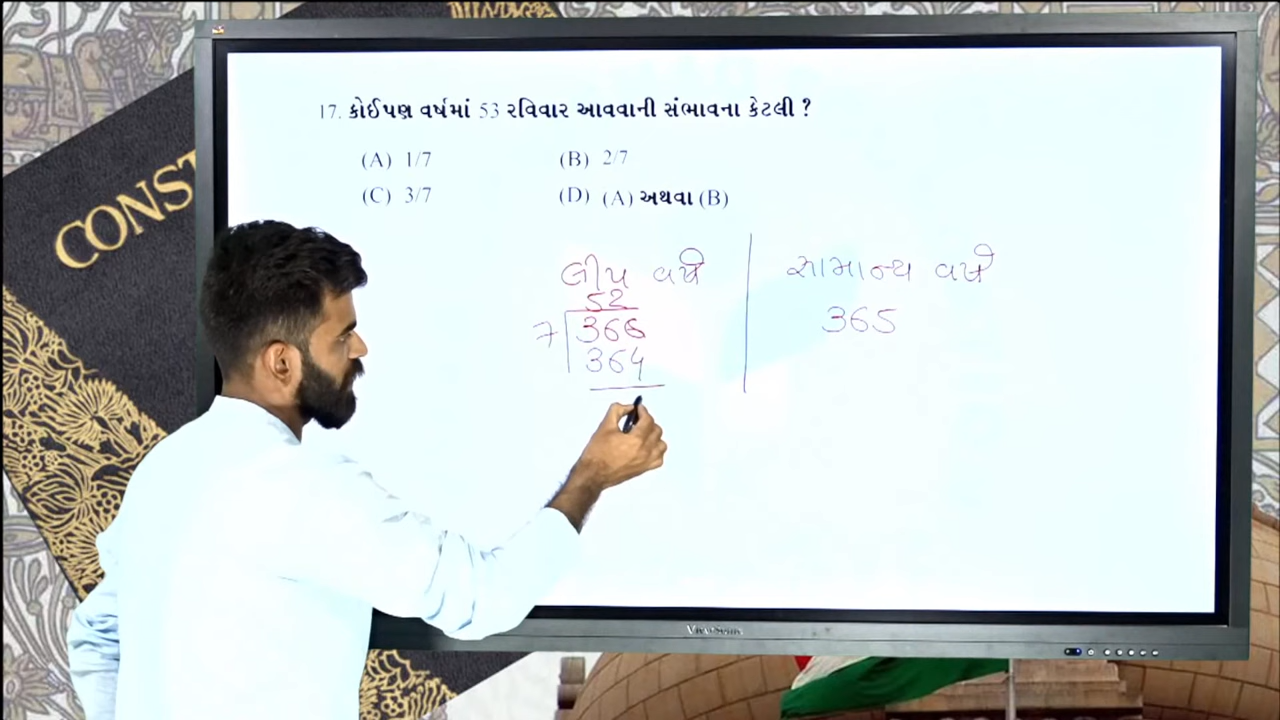 17. કોઈપણ વર્ષમાં 53 રવિવાર આવવાની સંભાવના કેટલી ?
(A) 1/7 (B) 2/7
(C) 3/7 (D) (A) અથવા (B)
CONST
લીપ વર્ષ
સામાન્ય વર્ષ
52
7 366
364
365
ViewSonic